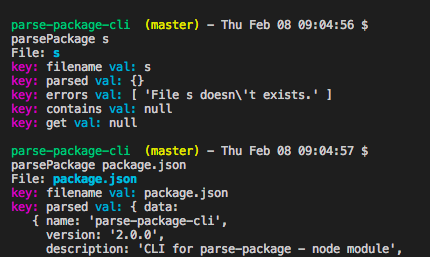 parse-package-cli (master) – Thu Feb 08 09:04:56 $
parsePackage s
File: s
key: filename val: s
key: parsed val: {}
key: errors val: [ 'File s doesn\'t exists.' ]
key: contains val: null
key: get val: null
parse-package-cli (master) – Thu Feb 08 09:04:57 $
parsePackage package.json
File: package.json
key: filename val: package.json
key: parsed val: { data:
{ name: 'parse-package-cli',
version: '2.0.0',
description: 'CLI for parse-package - node module',